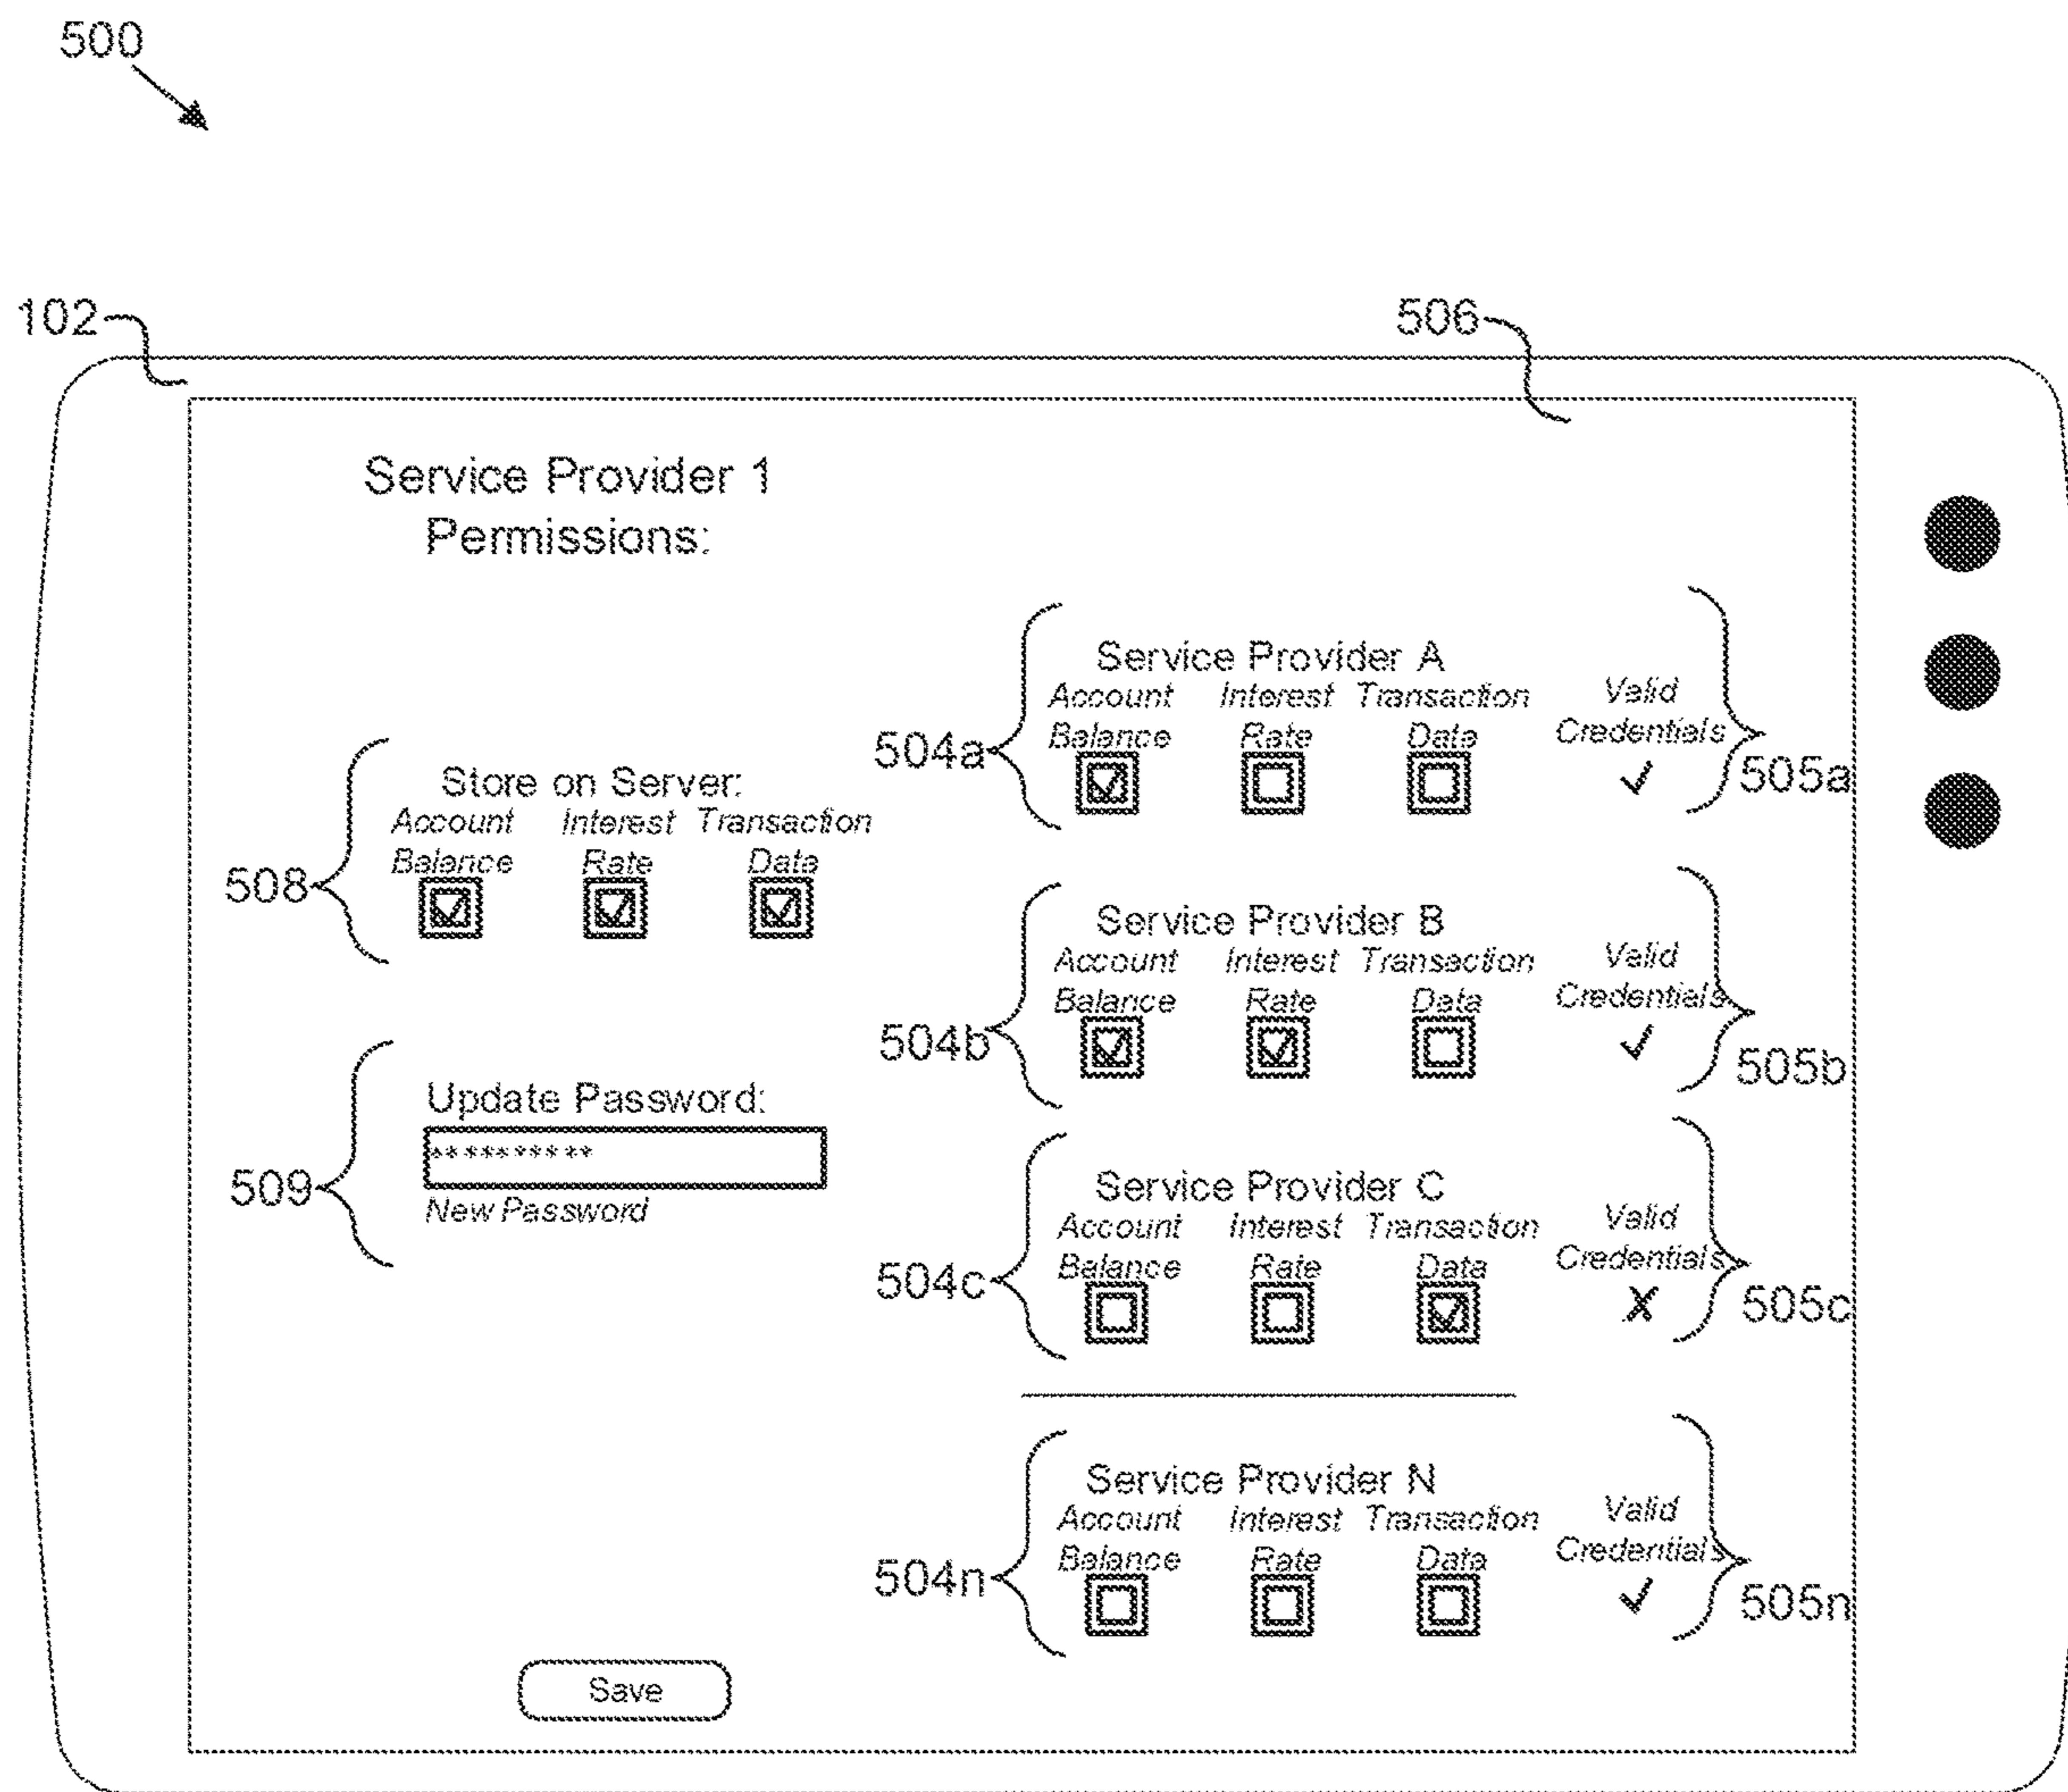 500
102
506
Service Provider 1
Permissions:
Service Provider A
Account Interest Transaction Valid
Balance Rate Data Credentials
504a
505a
Store on Server:
Account Interest Transaction
Balance Rate Data
508
Service Provider B
Account Interest Transaction Valid
Balance Rate Data Credentials
504b
505b
Update Password:
**********
New Password
509
Service Provider C
Account Interest Transaction Valid
Balance Rate Data Credentials
504c
X
505c
Service Provider N
Account Interest Transaction Valid
Balance Rate Data Credentials
504n
505n
Save